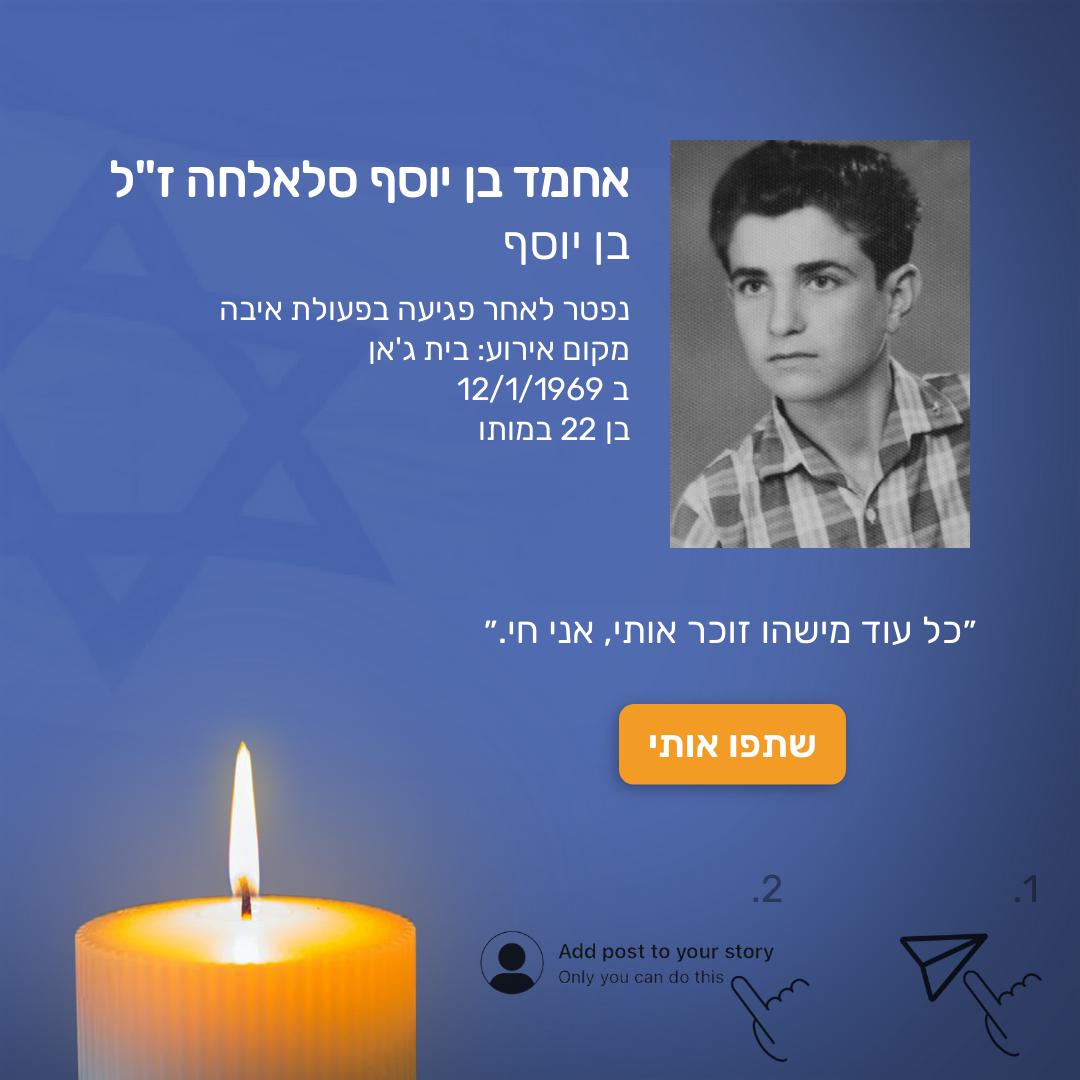 אחמד בן יוסף סלאלחה ז"ל
בן יוסף
נפטר לאחר פגיעה בפעולת איבה
מקום אירוע: בית ג'אן
ב 12/1/1969
בן 22 במותו
״כל עוד מישהו זוכר אותי, אני חי.״
שתפו אותי
.1
.2
Add post to your story
Only you can do this